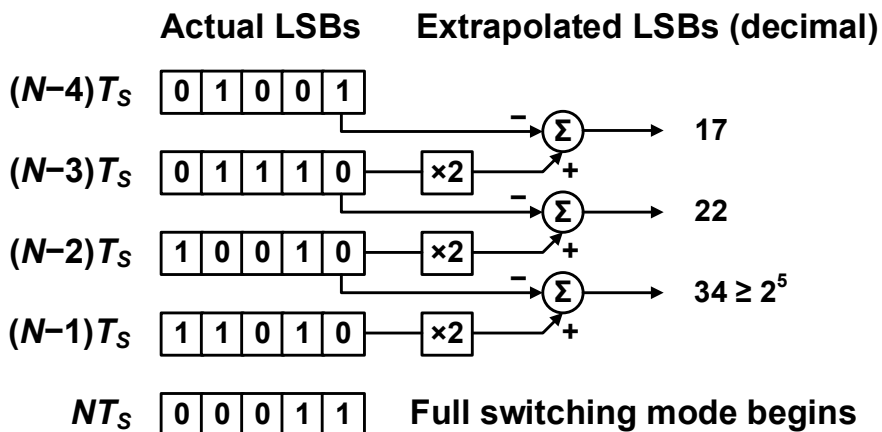 Actual LSBs Extrapolated LSBs (decimal)
(N−4)TS 0 1 0 0 1
− Σ 17
(N−3)TS 0 1 1 1 0 ×2 +
− Σ 22
(N−2)TS 1 0 0 1 0 ×2 +
− Σ 34 ≥ 2⁵
(N−1)TS 1 1 0 1 0 ×2 +
NTS 0 0 0 1 1 Full switching mode begins